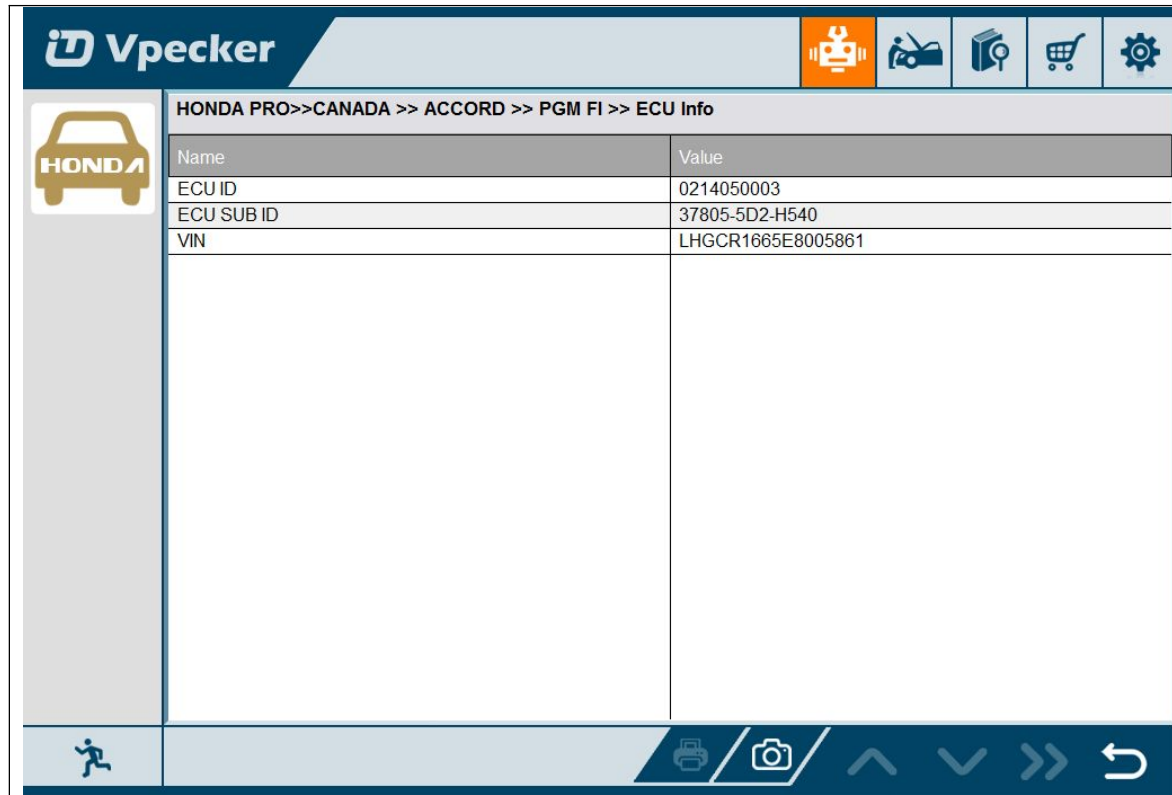 Vpecker
HONDA PRO>>CANADA >> ACCORD >> PGM FI >> ECU Info
HONDA
Name Value
ECU ID 0214050003
ECU SUB ID 37805-5D2-H540
VIN LHGCR1665E8005861